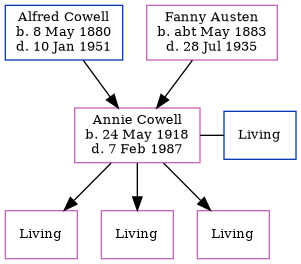 Alfred Cowell
b. 8 May 1880
d. 10 Jan 1951
Fanny Austen
b. abt May 1883
d. 28 Jul 1935
Annie Cowell
b. 24 May 1918
d. 7 Feb 1987
Living
Living
Living
Living